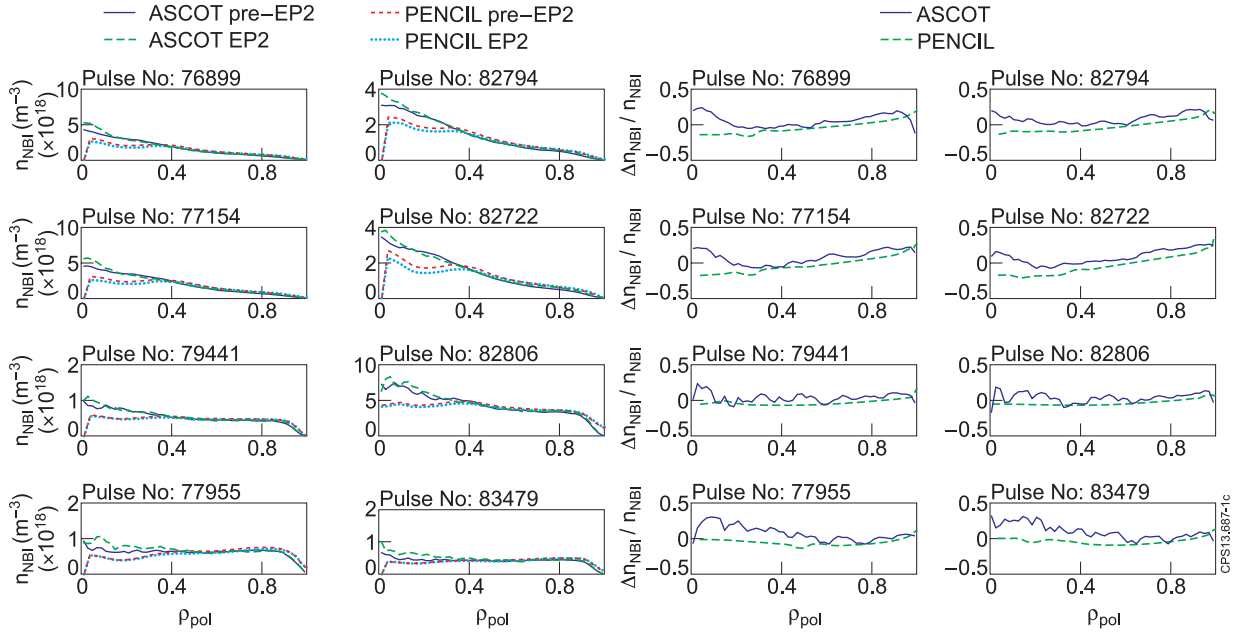 ASCOT pre−EP2 PENCIL pre−EP2 ASCOT
ASCOT EP2 PENCIL EP2 PENCIL
Pulse No: 76899 Pulse No: 82794 Pulse No: 76899 Pulse No: 82794
n_NBI (m⁻³) (×10¹⁸) 10 5 0 4 2 0 Δn_NBI / n_NBI 0.5 0 −0.5 0.5 0 −0.5
0 0.4 0.8 0 0.4 0.8 0 0.4 0.8 0 0.4 0.8
Pulse No: 77154 Pulse No: 82722 Pulse No: 77154 Pulse No: 82722
n_NBI (m⁻³) (×10¹⁸) 10 5 0 4 2 0 Δn_NBI / n_NBI 0.5 0 −0.5 0.5 0 −0.5
0 0.4 0.8 0 0.4 0.8 0 0.4 0.8 0 0.4 0.8
Pulse No: 79441 Pulse No: 82806 Pulse No: 79441 Pulse No: 82806
n_NBI (m⁻³) (×10¹⁸) 2 1 0 10 5 0 Δn_NBI / n_NBI 0.5 0 −0.5 0.5 0 −0.5
0 0.4 0.8 0 0.4 0.8 0 0.4 0.8 0 0.4 0.8
Pulse No: 77955 Pulse No: 83479 Pulse No: 77955 Pulse No: 83479
n_NBI (m⁻³) (×10¹⁸) 2 1 0 2 1 0 Δn_NBI / n_NBI 0.5 0 −0.5 0.5 0 −0.5
0 0.4 0.8 0 0.4 0.8 0 0.4 0.8 0 0.4 0.8
ρ_pol ρ_pol ρ_pol ρ_pol
CPS13.687-1c